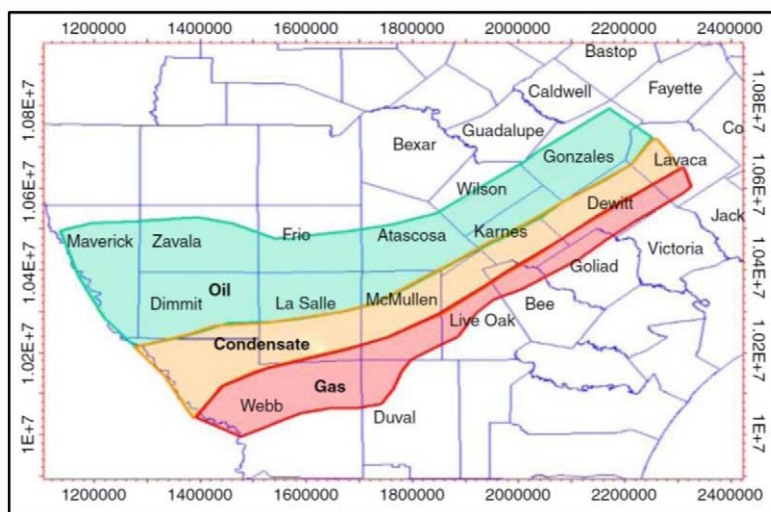 1200000 1400000 1600000 1800000 2000000 2200000 2400000
Bastop
Caldwell
Fayette
1.08E+7
1.08E+7
Guadalupe
Bexar
Co
Gonzales
Lavaca
1.06E+7
1.06E+7
Wilson
Dewitt
Jack
Maverick
Zavala
Frio
Atascosa
Karnes
Victoria
1.04E+7
1.04E+7
Goliad
Oil
Dimmit
La Salle
McMullen
Bee
Live Oak
Condensate
1.02E+7
1.02E+7
Gas
Webb
Duval
1E+7
1E+7
1200000 1400000 1600000 1800000 2000000 2200000 2400000